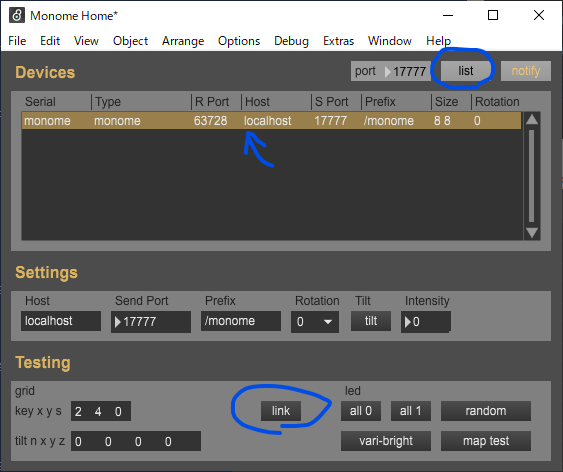 Monome Home*
File Edit View Object Arrange Options Debug Extras Window Help
Devices port 17777 list notify
Serial Type R Port Host S Port Prefix Size Rotation
monome monome 63728 localhost 17777 /monome 8 8 0
Settings
Host Send Port Prefix Rotation Tilt Intensity
localhost 17777 /monome 0 tilt 0
Testing
grid led
key x y s 2 4 0 link all 0 all 1 random
tilt n x y z 0 0 0 0 vari-bright map test